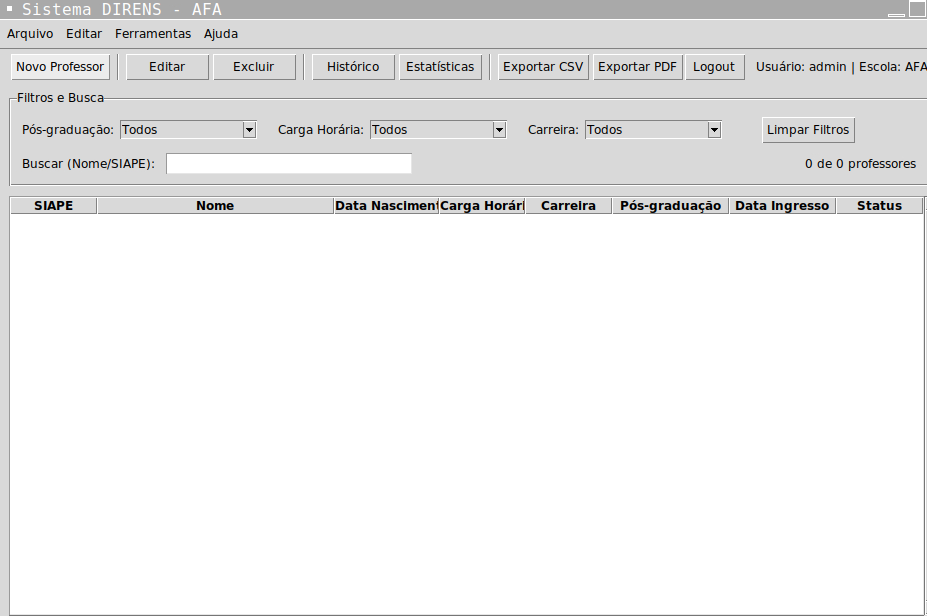 Sistema DIRENS - AFA
Arquivo Editar Ferramentas Ajuda
Novo Professor Editar Excluir Histórico Estatísticas Exportar CSV Exportar PDF Logout Usuário: admin | Escola: AFA
Filtros e Busca
Pós-graduação: Todos Carga Horária: Todos Carreira: Todos Limpar Filtros
Buscar (Nome/SIAPE): 0 de 0 professores
SIAPE Nome Data Nasciment Carga Horári Carreira Pós-graduação Data Ingresso Status